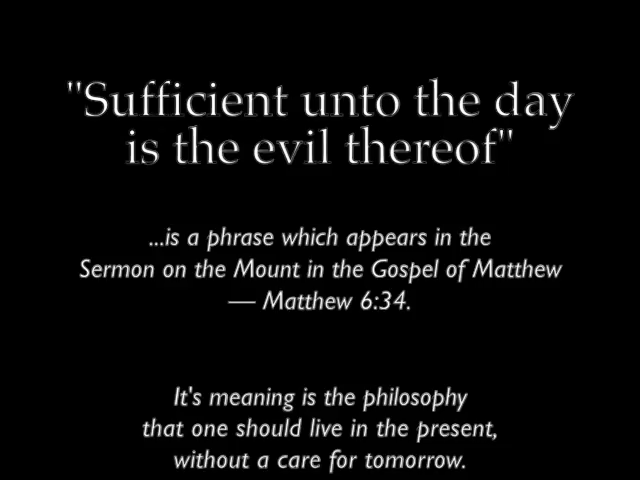 "Sufficient unto the day
is the evil thereof"
...is a phrase which appears in the
Sermon on the Mount in the Gospel of Matthew
— Matthew 6:34.
It's meaning is the philosophy
that one should live in the present,
without a care for tomorrow.